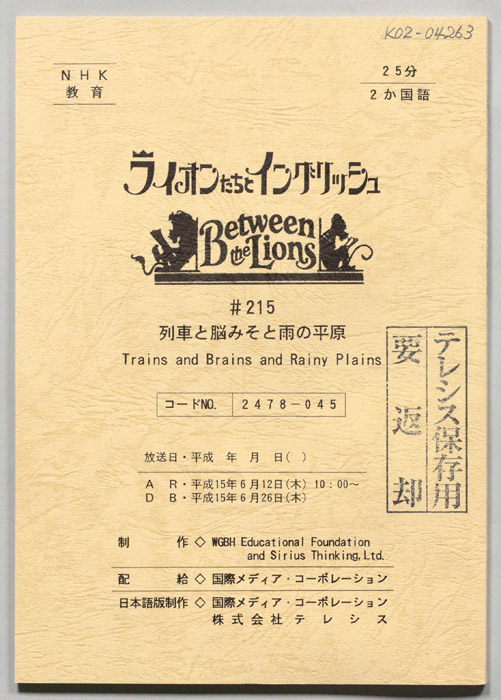 K02-04263
NHK
教育
25分
2か国語
ライオンたちとイングリッシュ
Between
the Lions
#215
列車と脳みそと雨の平原
Trains and Brains and Rainy Plains
コードNO. 2478-045
放送日・平成 年 月 日( )
A R・平成15年6月12日(木) 10:00~
D B・平成15年6月26日(木)
制 作 ◇ WGBH Educational Foundation
and Sirius Thinking,Ltd.
配 給 ◇ 国際メディア・コーポレーション
日本語版制作 ◇ 国際メディア・コーポレーション
株式会社テレシス
テレシス保存用
要返却